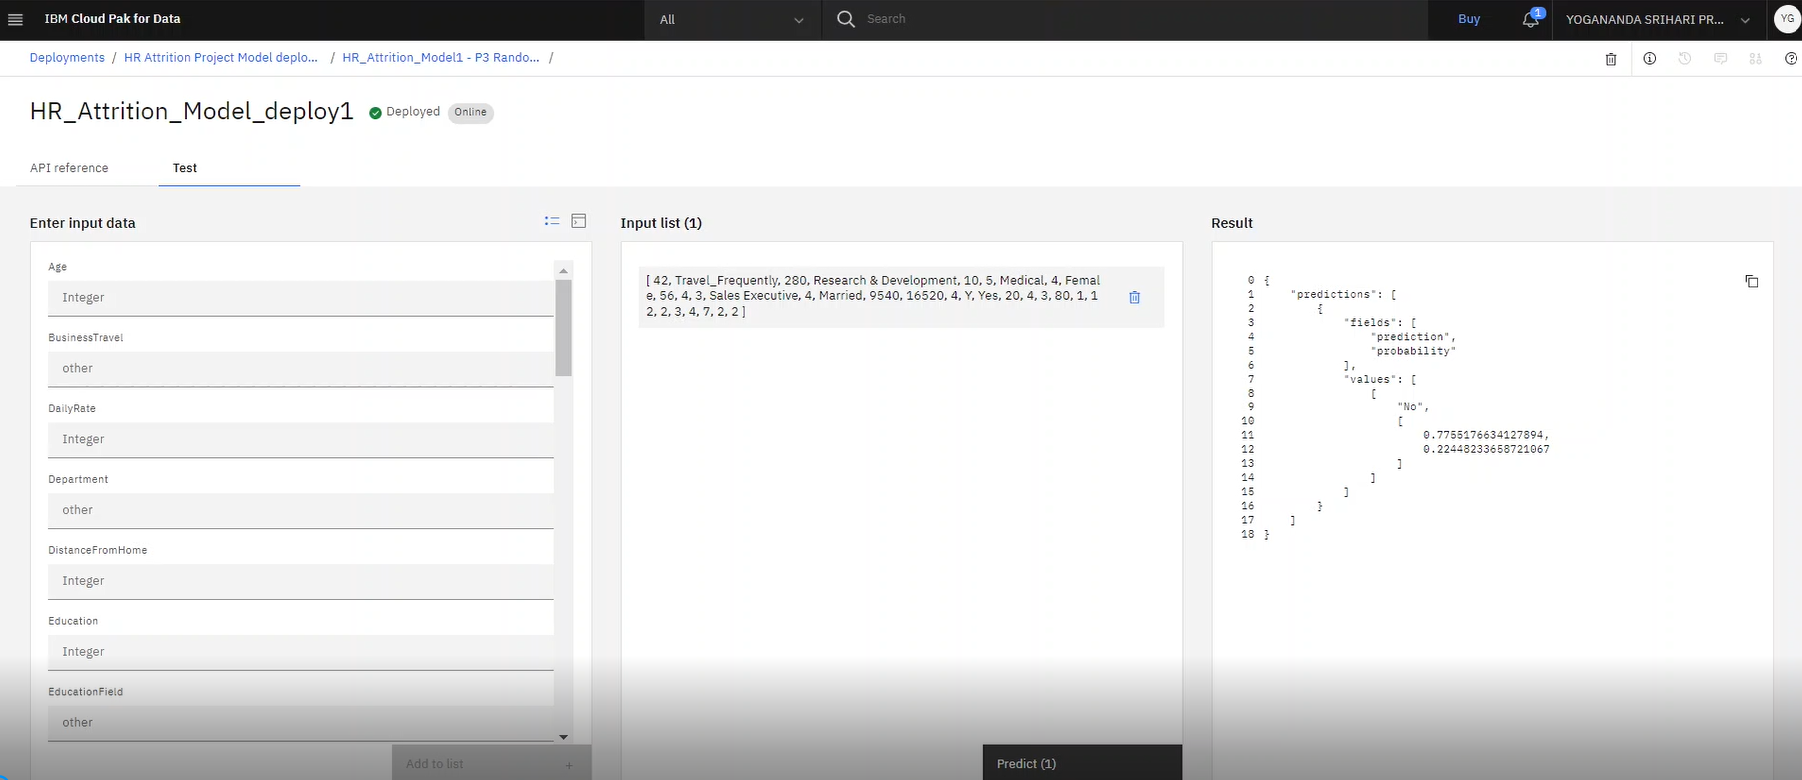 IBM Cloud Pak for Data
All
Search
Buy
1
YOGANANDA SRIHARI PR...
YG
Deployments / HR Attrition Project Model deplo... / HR_Attrition_Model1 - P3 Rando... /
HR_Attrition_Model_deploy1
Deployed
Online
API reference
Test
Enter input data
Age
Integer
BusinessTravel
other
DailyRate
Integer
Department
other
DistanceFromHome
Integer
Education
Integer
EducationField
other
Add to list +
Input list (1)
[ 42, Travel_Frequently, 280, Research & Development, 10, 5, Medical, 4, Femal
e, 56, 4, 3, Sales Executive, 4, Married, 9540, 16520, 4, Y, Yes, 20, 4, 3, 80, 1, 1
2, 2, 3, 4, 7, 2, 2 ]
Predict (1)
Result
0 {
1 "predictions": [
2 {
3 "fields": [
4 "prediction",
5 "probability"
6 ],
7 "values": [
8 [
9 "No",
10 [
11 0.7755176634127894,
12 0.22448233658721067
13 ]
14 ]
15 ]
16 }
17 ]
18 }